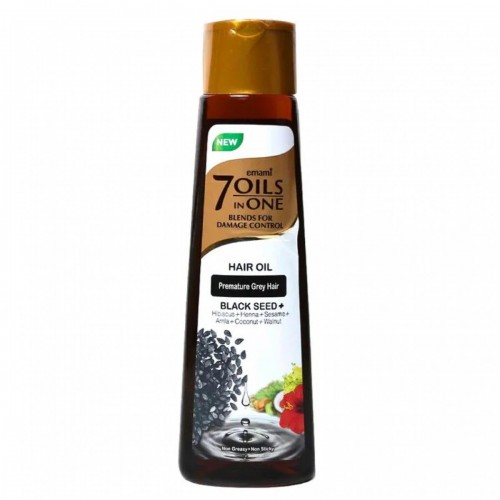 NEW
emami
7 OILS
IN ONE
BLENDS FOR
DAMAGE CONTROL
HAIR OIL
Premature Grey Hair
BLACK SEED +
Hibiscus + Henna + Sesame +
Amla + Coconut + Walnut
Non Greasy • Non Sticky